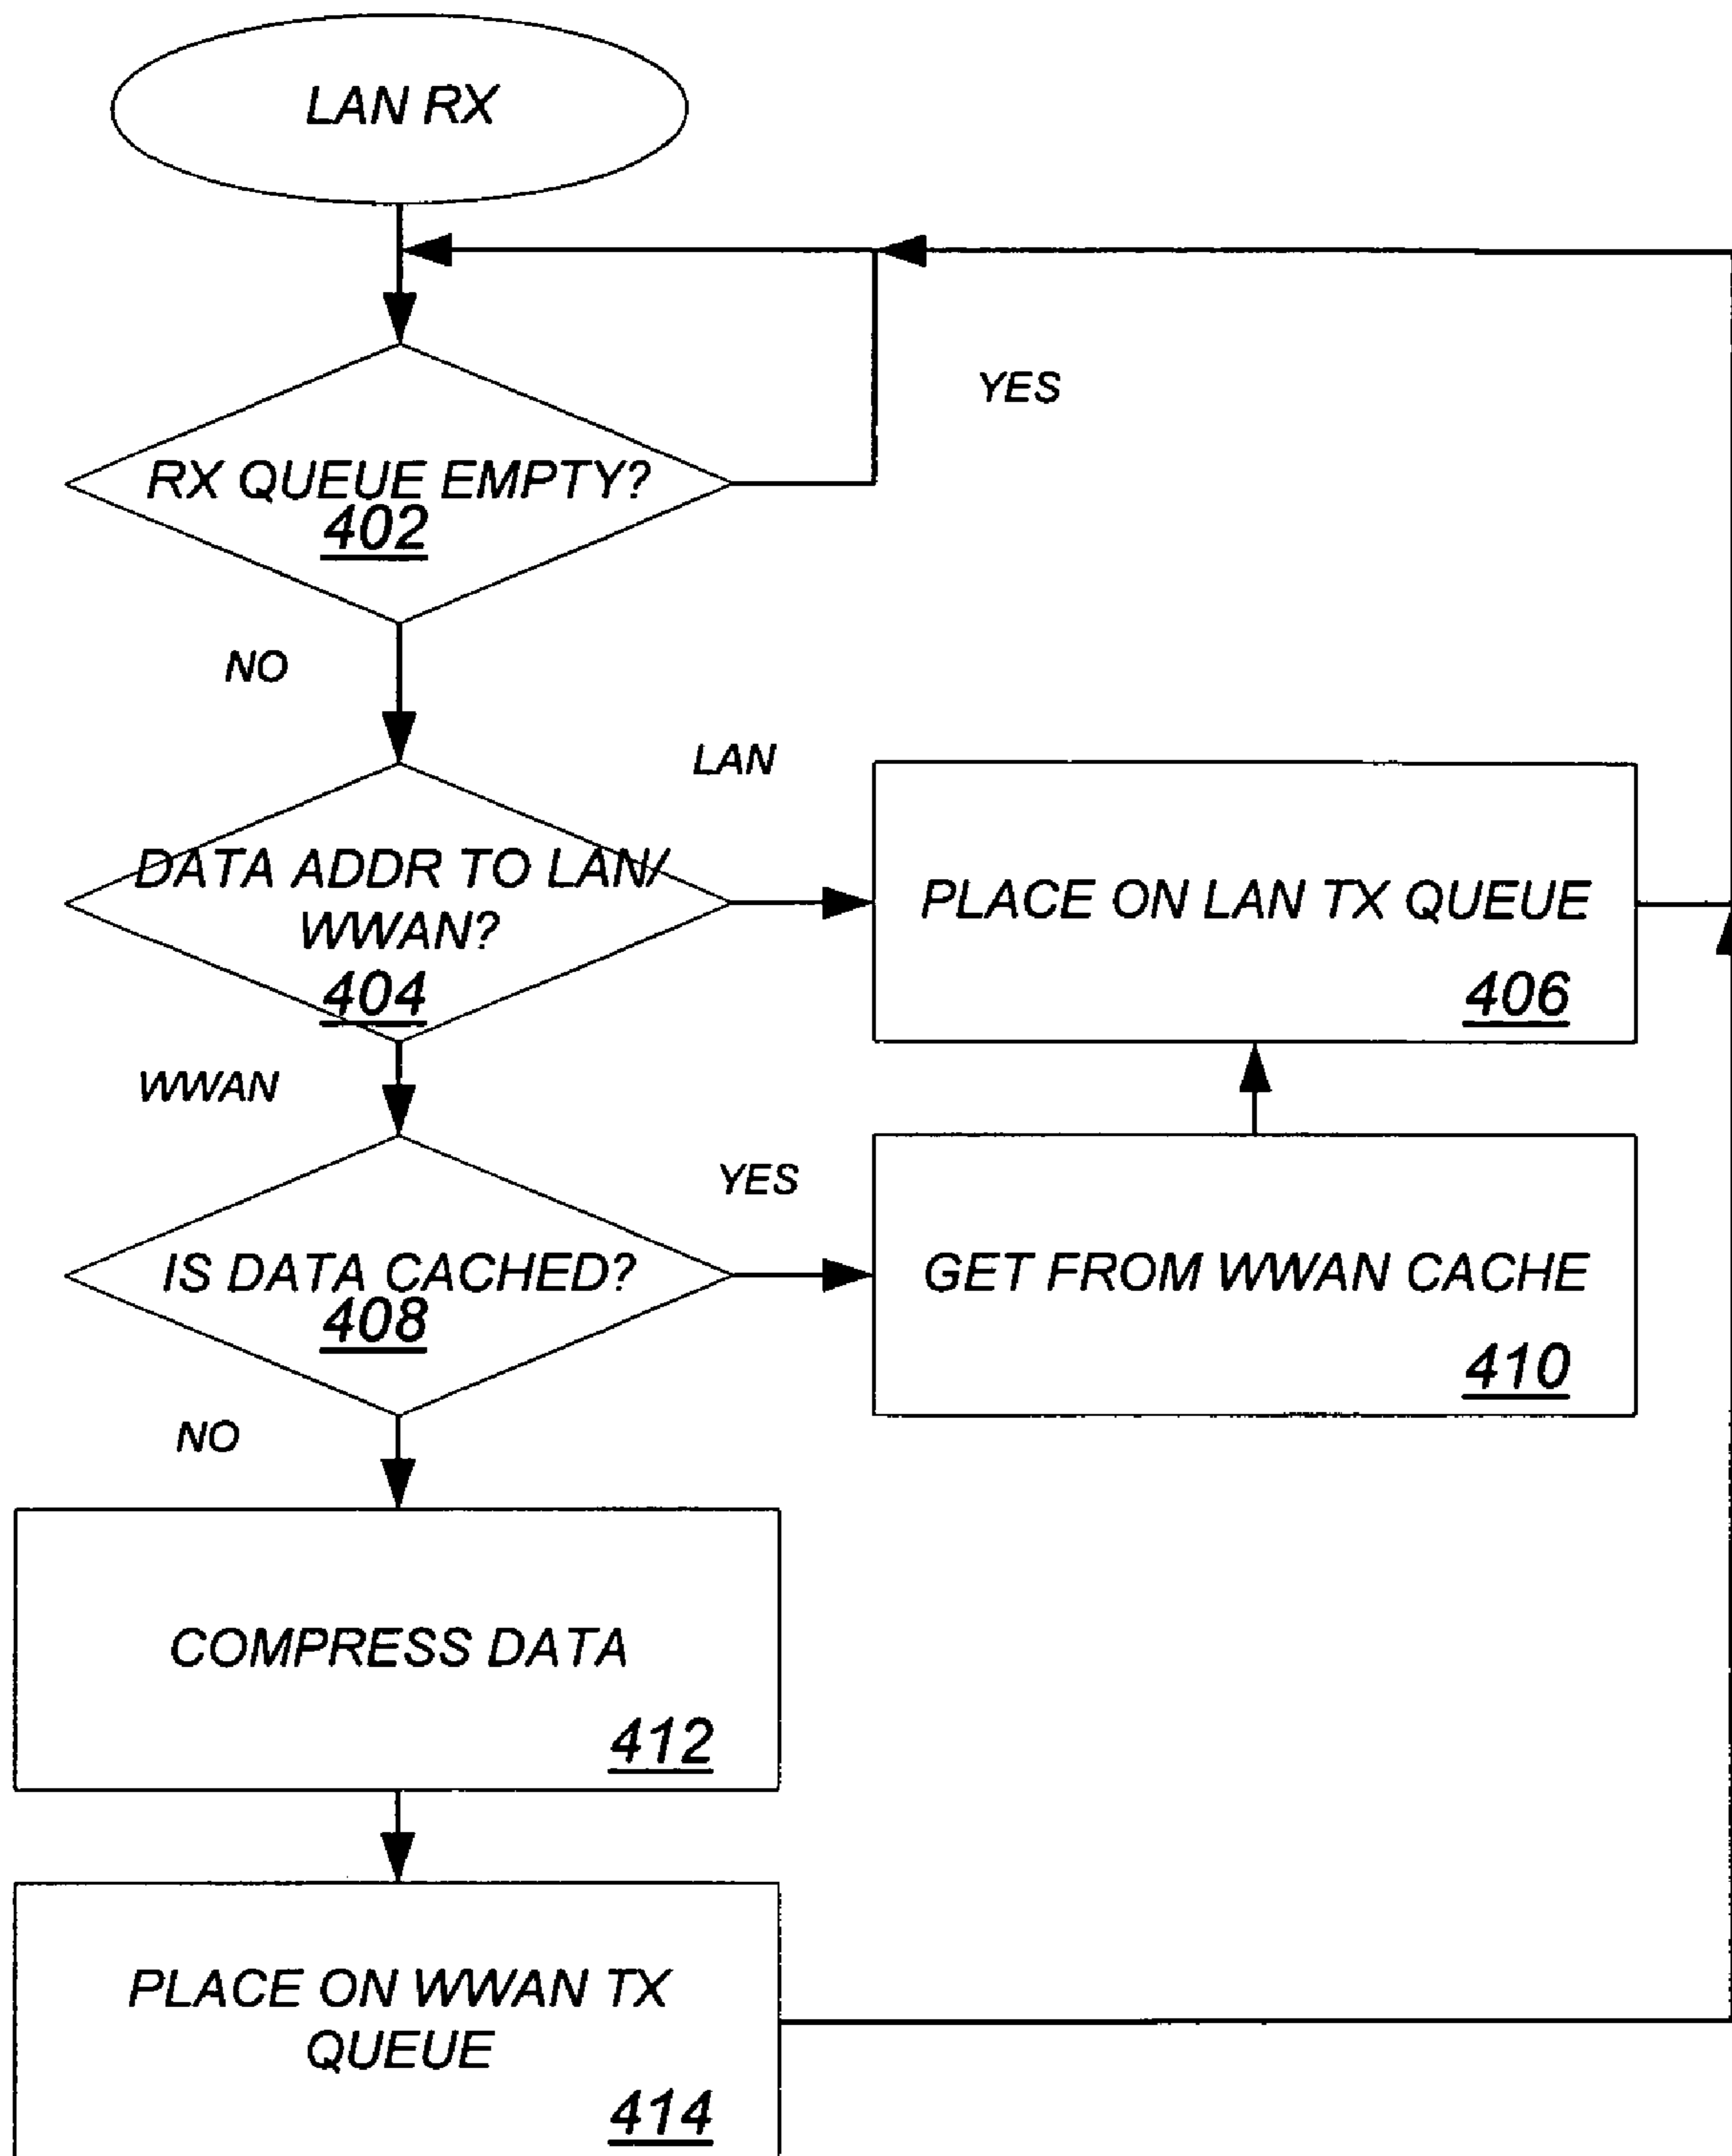 LAN RX
YES
RX QUEUE EMPTY?
402
NO
LAN
DATA ADDR TO LAN/
WWAN?
404
PLACE ON LAN TX QUEUE
406
WWAN
YES
IS DATA CACHED?
408
GET FROM WWAN CACHE
410
NO
COMPRESS DATA
412
PLACE ON WWAN TX
QUEUE
414